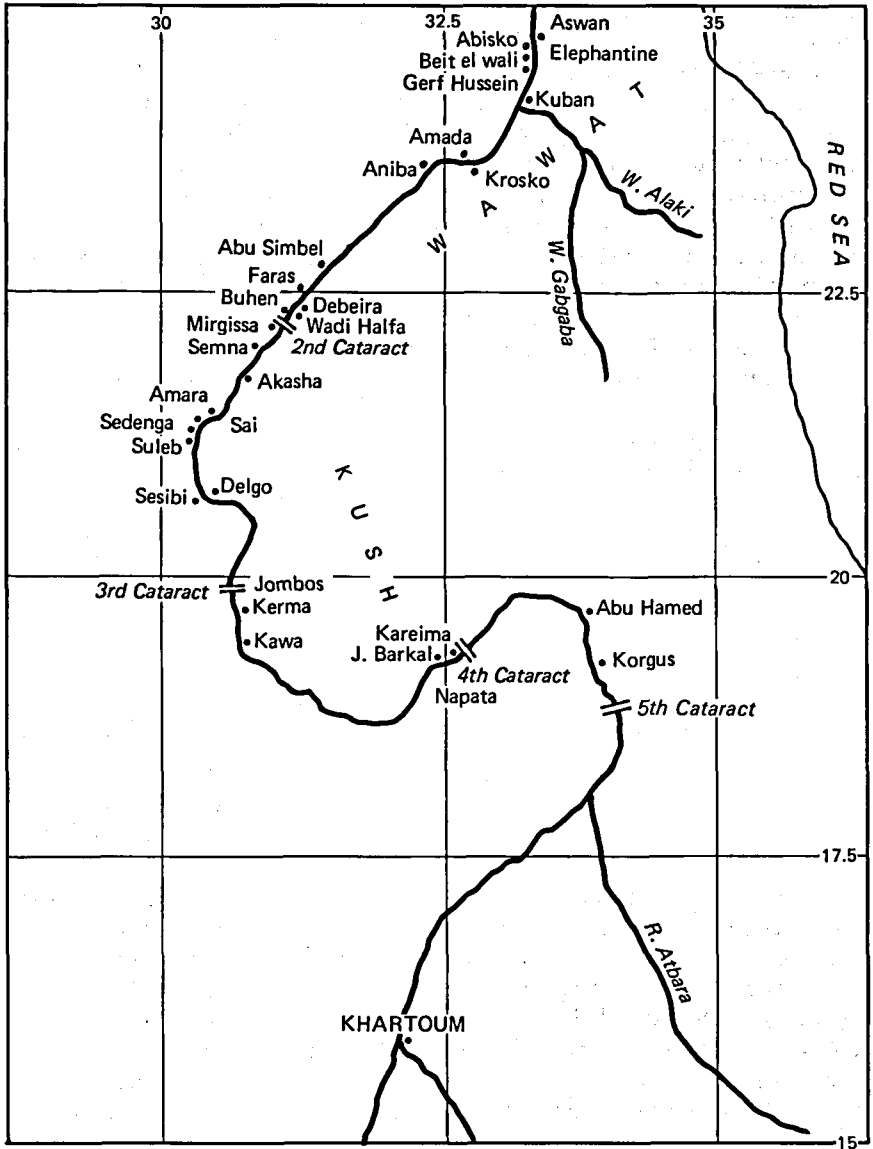 30 32.5 35
Aswan
Abisko
Elephantine
Beit el wali
Gerf Hussein
Kuban
WAWAT
Amada
Aniba
Krosko
W. Alaki
RED SEA
W. Gabgaba
Abu Simbel
Faras
22.5
Buhen
Debeira
Mirgissa
Wadi Halfa
2nd Cataract
Semna
Akasha
Amara
Sedenga
Sai
Suleb
KUSH
Delgo
Sesibi
20
3rd Cataract
Jombos
Kerma
Abu Hamed
Kawa
Kareima
J. Barkal
4th Cataract
Korgus
Napata
5th Cataract
17.5
R. Atbara
KHARTOUM
15